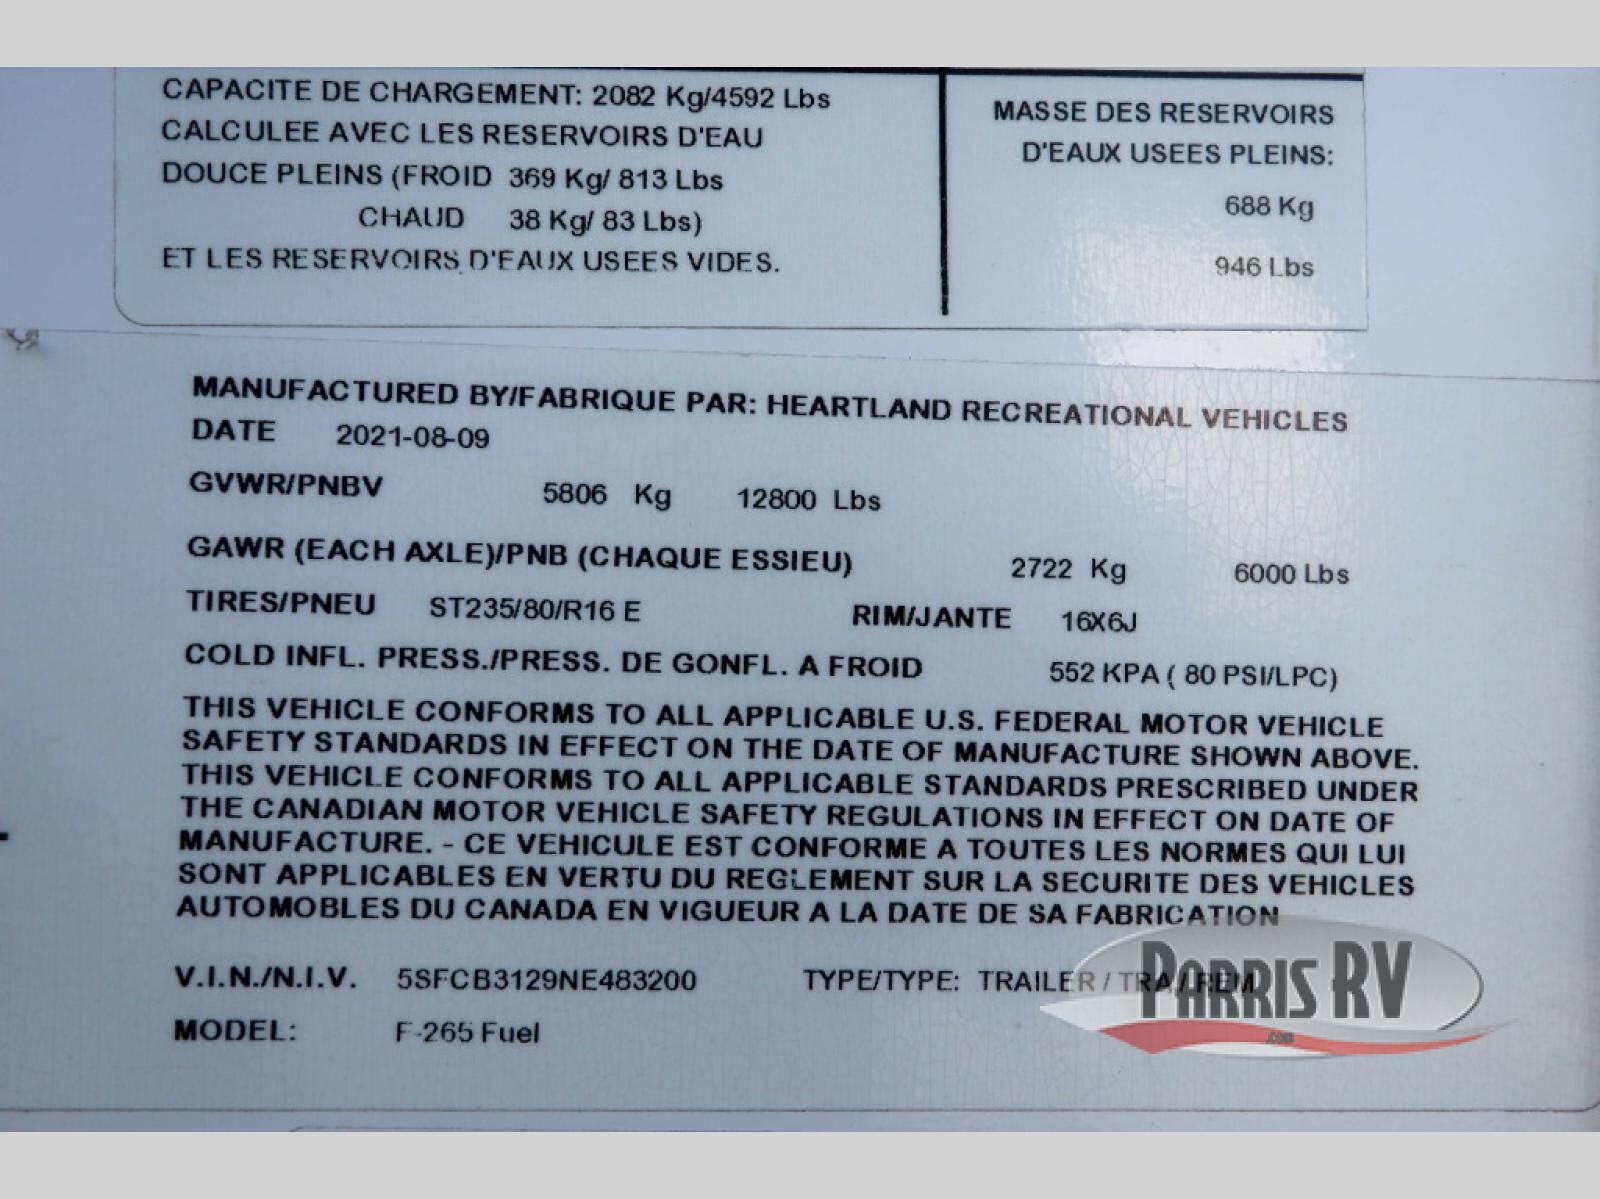 CAPACITE DE CHARGEMENT: 2082 Kg/4592 Lbs
CALCULEE AVEC LES RESERVOIRS D'EAU
DOUCE PLEINS (FROID 369 Kg/ 813 Lbs
CHAUD 38 Kg/ 83 Lbs)
ET LES RESERVOIRS D'EAUX USEES VIDES.
MASSE DES RESERVOIRS
D'EAUX USEES PLEINS:
688 Kg
946 Lbs
MANUFACTURED BY/FABRIQUE PAR: HEARTLAND RECREATIONAL VEHICLES
DATE 2021-08-09
GVWR/PNBV 5806 Kg 12800 Lbs
GAWR (EACH AXLE)/PNB (CHAQUE ESSIEU) 2722 Kg 6000 Lbs
TIRES/PNEU ST235/80/R16 E RIM/JANTE 16X6J
COLD INFL. PRESS./PRESS. DE GONFL. A FROID 552 KPA ( 80 PSI/LPC)
THIS VEHICLE CONFORMS TO ALL APPLICABLE U.S. FEDERAL MOTOR VEHICLE
SAFETY STANDARDS IN EFFECT ON THE DATE OF MANUFACTURE SHOWN ABOVE.
THIS VEHICLE CONFORMS TO ALL APPLICABLE STANDARDS PRESCRIBED UNDER
THE CANADIAN MOTOR VEHICLE SAFETY REGULATIONS IN EFFECT ON DATE OF
MANUFACTURE. - CE VEHICULE EST CONFORME A TOUTES LES NORMES QUI LUI
SONT APPLICABLES EN VERTU DU REGLEMENT SUR LA SECURITE DES VEHICLES
AUTOMOBLES DU CANADA EN VIGUEUR A LA DATE DE SA FABRICATION
V.I.N./N.I.V. 5SFCB3129NE483200 TYPE/TYPE: TRAILER /
MODEL: F-265 Fuel
PARRIS RV
.COM